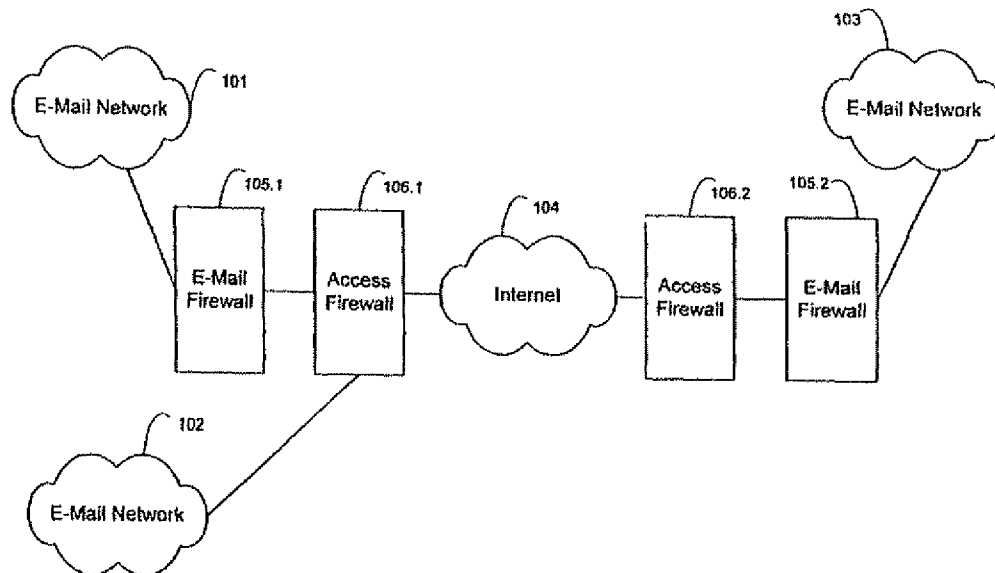 103
101
E-Mail Network
E-Mail Network
105.1
106.1
104
106.2
105.2
E-Mail
Firewall
Access
Firewall
Internet
Access
Firewall
E-Mail
Firewall
102
E-Mail Network